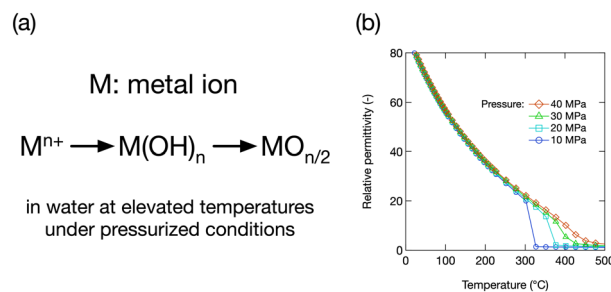 (a)
M: metal ion
Mⁿ⁺ → M(OH)ₙ → MOₙ/₂
in water at elevated temperatures
under pressurized conditions
(b)
80
60
40
20
0
Relative permittivity (-)
Pressure:
40 MPa
30 MPa
20 MPa
10 MPa
0 100 200 300 400 500
Temperature (°C)